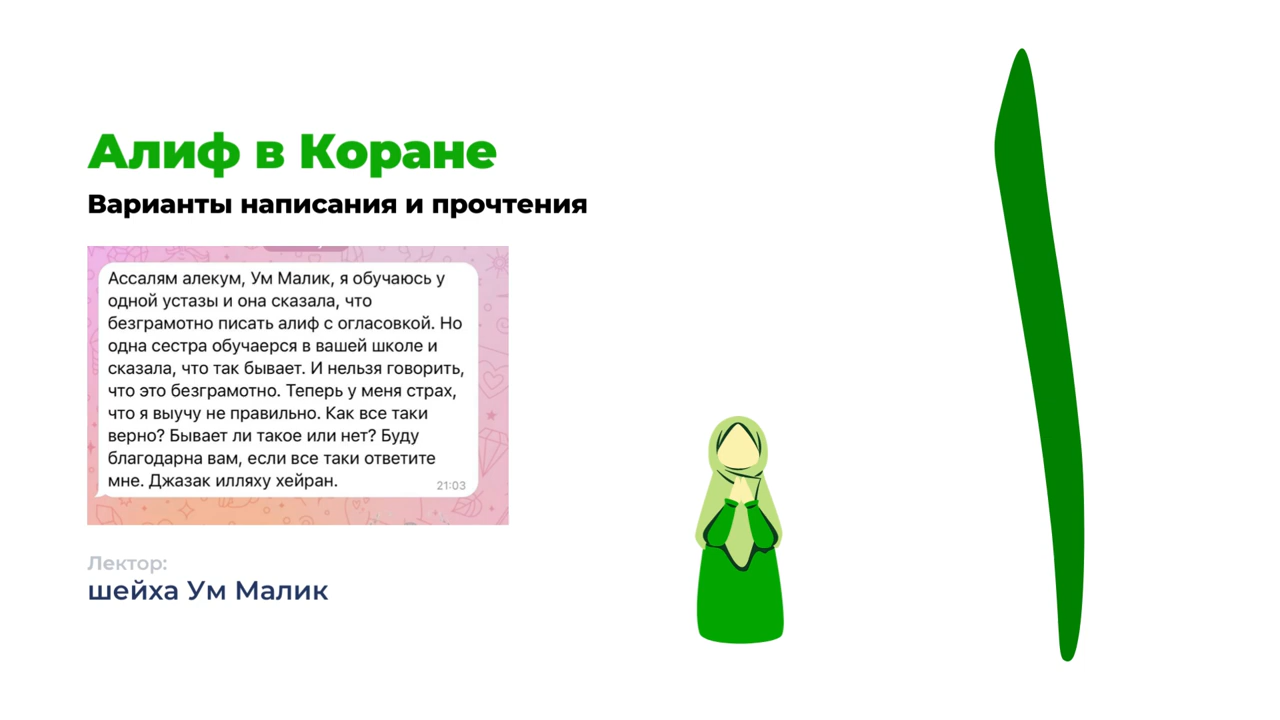 Алиф в Коране
Варианты написания и прочтения
Ассалям алекум, Ум Малик, я обучаюсь у
одной устазы и она сказала, что
безграмотно писать алиф с огласовкой. Но
одна сестра обучаерся в вашей школе и
сказала, что так бывает. И нельзя говорить,
что это безграмотно. Теперь у меня страх,
что я выучу не правильно. Как все таки
верно? Бывает ли такое или нет? Буду
благодарна вам, если все таки ответите
мне. Джазак илляху хейран.
21:03
Лектор:
шейха Ум Малик